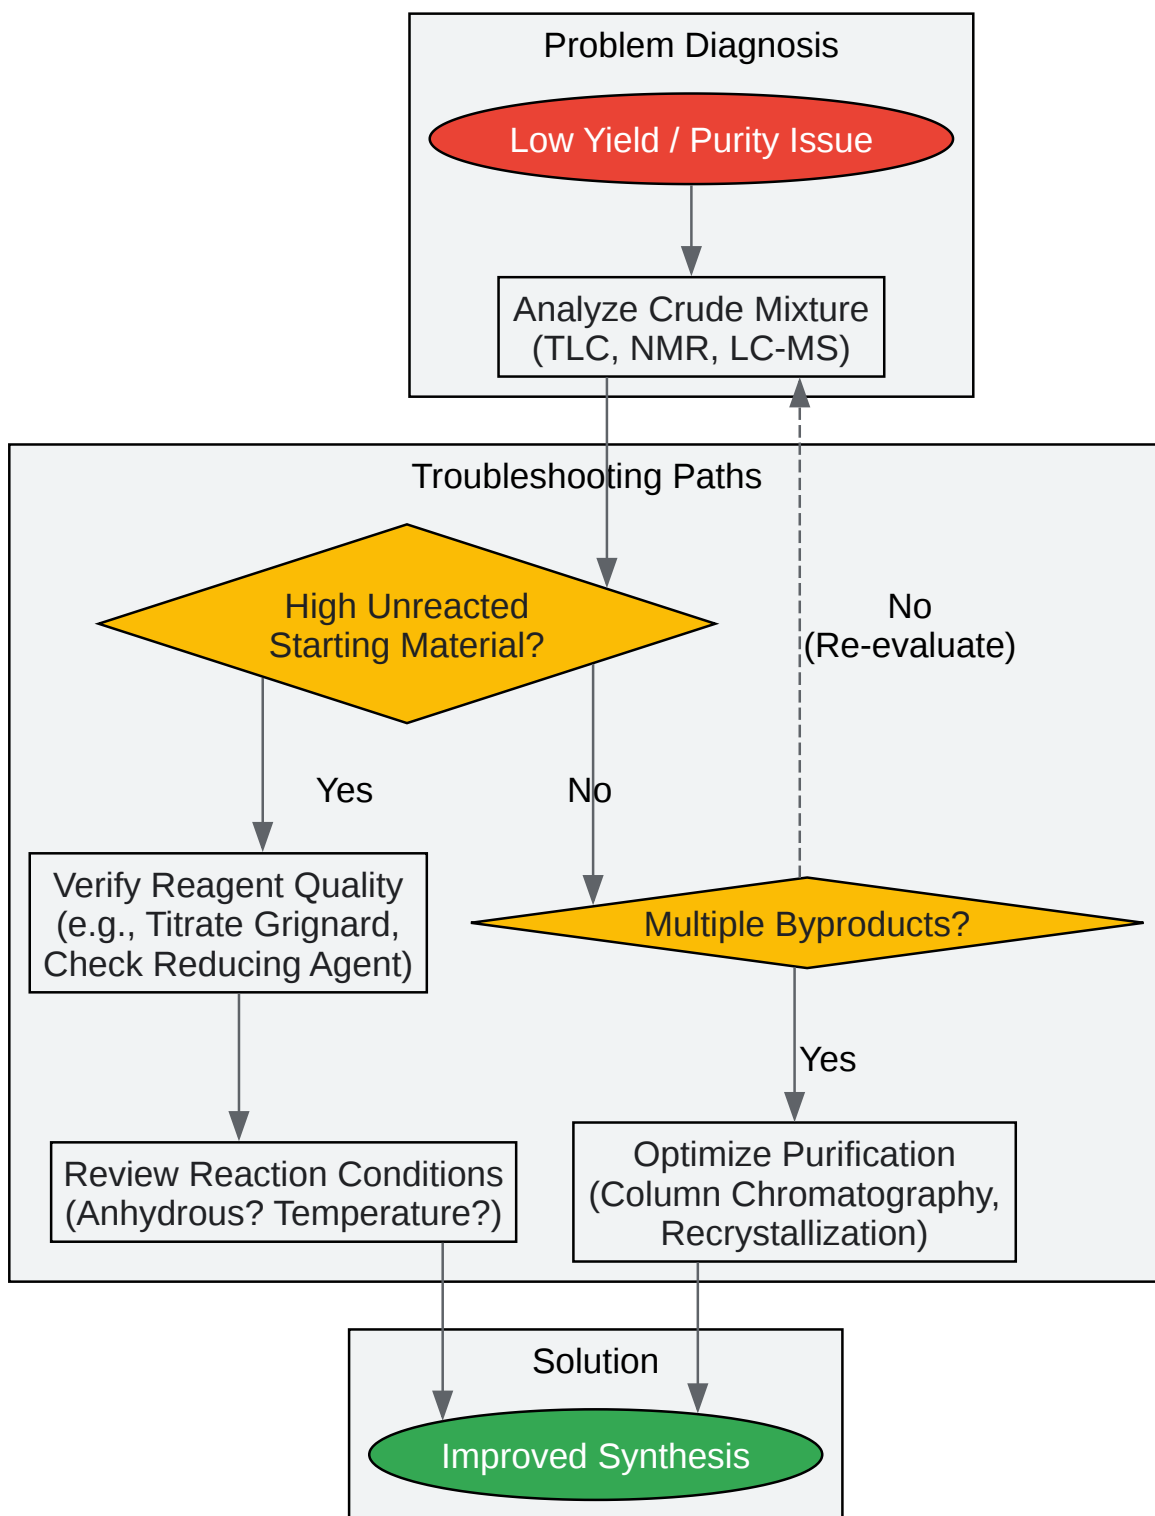 Problem Diagnosis
Low Yield / Purity Issue
Analyze Crude Mixture
(TLC, NMR, LC-MS)
Troubleshooting Paths
High Unreacted
Starting Material?
No
(Re-evaluate)
Yes
No
Verify Reagent Quality
(e.g., Titrate Grignard,
Check Reducing Agent)
Multiple Byproducts?
Yes
Review Reaction Conditions
(Anhydrous? Temperature?)
Optimize Purification
(Column Chromatography,
Recrystallization)
Solution
Improved Synthesis